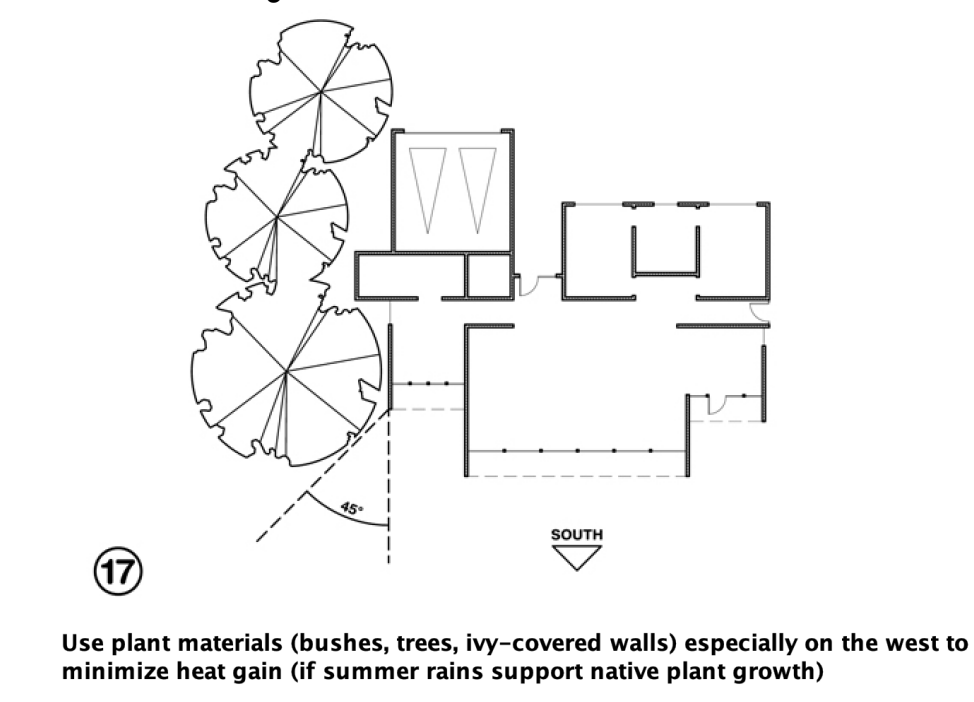 45°
SOUTH
17
Use plant materials (bushes, trees, ivy-covered walls) especially on the west to
minimize heat gain (if summer rains support native plant growth)